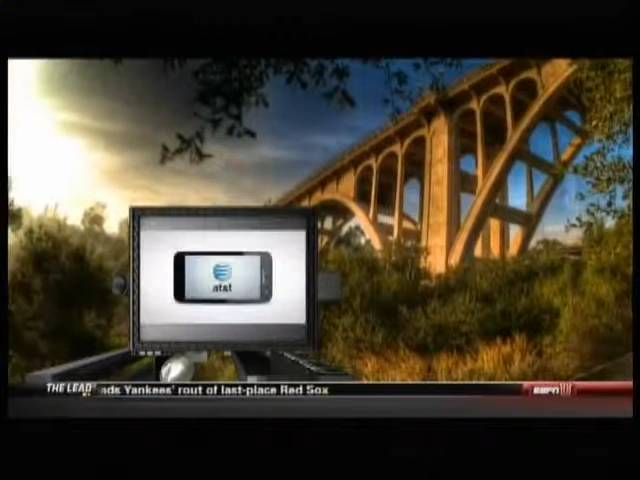 at&t
THE LEAD
ads Yankees' rout of last-place Red Sox
ESPN